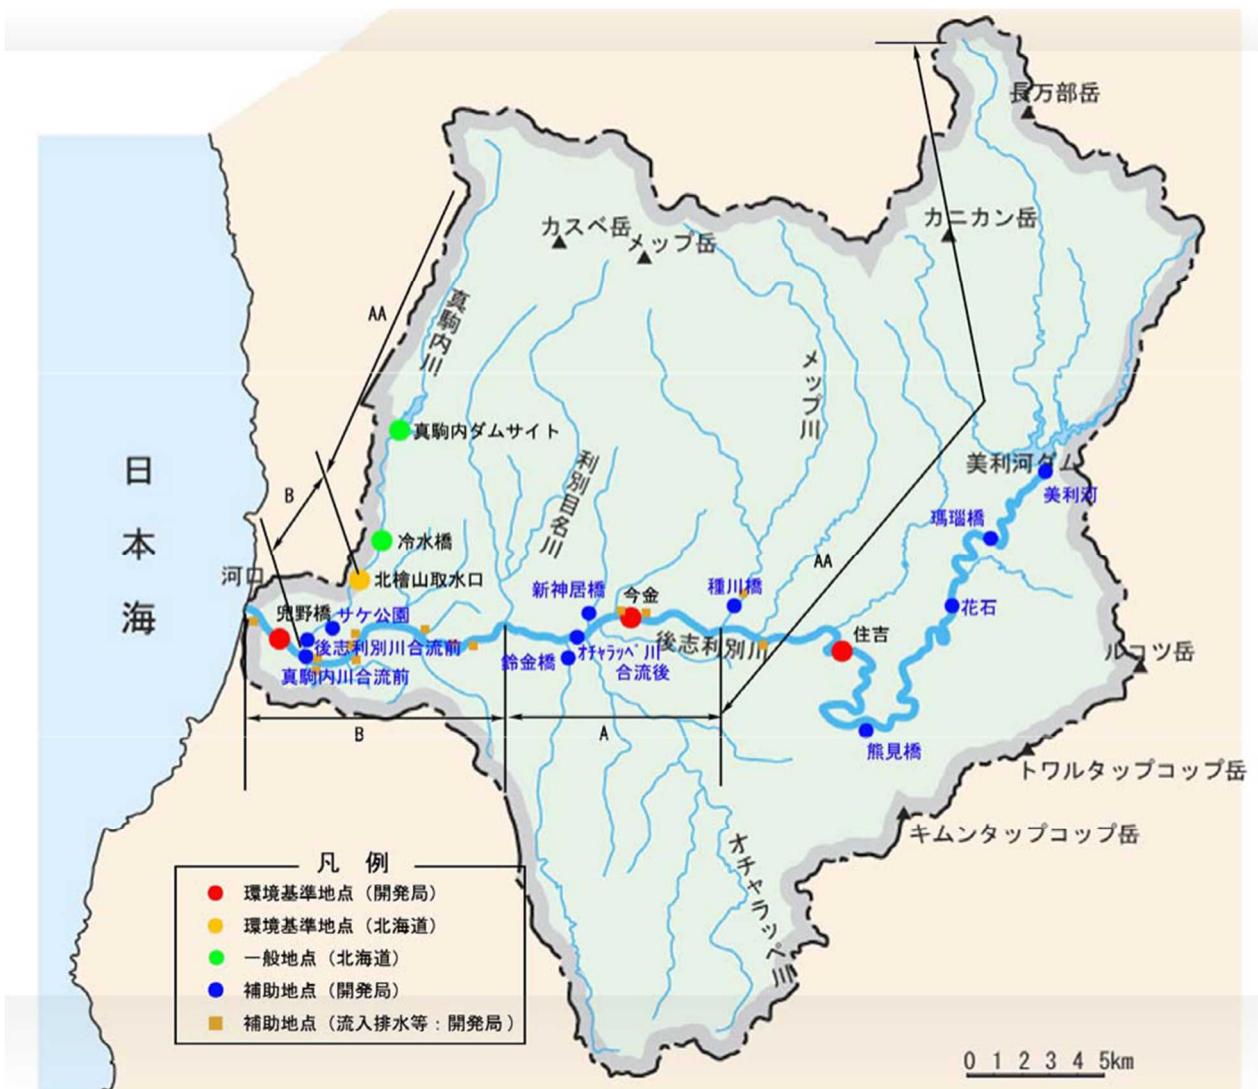 長万部岳
カスベ岳
メップ岳
カニカン岳
AA
真駒内川
メップ川
真駒内ダムサイト
日本海
利別目名川
美利河ダム
美利河
B
瑪瑙橋
冷水橋
AA
河口
北檜山取水口
新神居橋
今金
種川橋
花石
兜野橋
サケ公園
後志利別川合流前
真駒内川合流前
鈴金橋
オチャラッペ川
合流後
後志利別川
住吉
ルコツ岳
B
A
熊見橋
トワルタップコップ岳
キムンタップコップ岳
オチャラッペ川
凡 例
環境基準地点（開発局）
環境基準地点（北海道）
一般地点（北海道）
補助地点（開発局）
補助地点（流入排水等：開発局）
0 1 2 3 4 5km